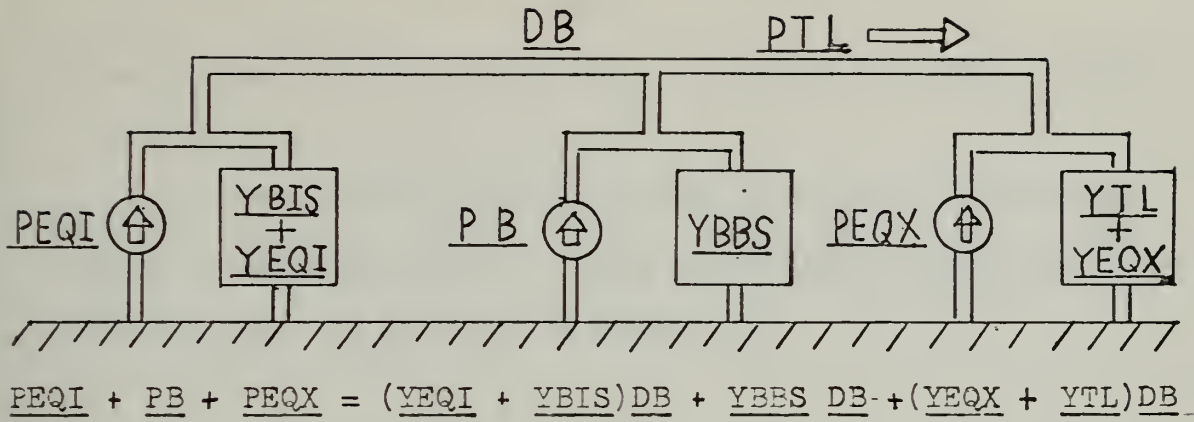 DB PTL
PEQI YBIS + YEQI PB YBBS PEQX YTL + YEQX
PEQI + PB + PEQX = (YEQI + YBIS)DB + YBBS DB + (YEQX + YTL)DB